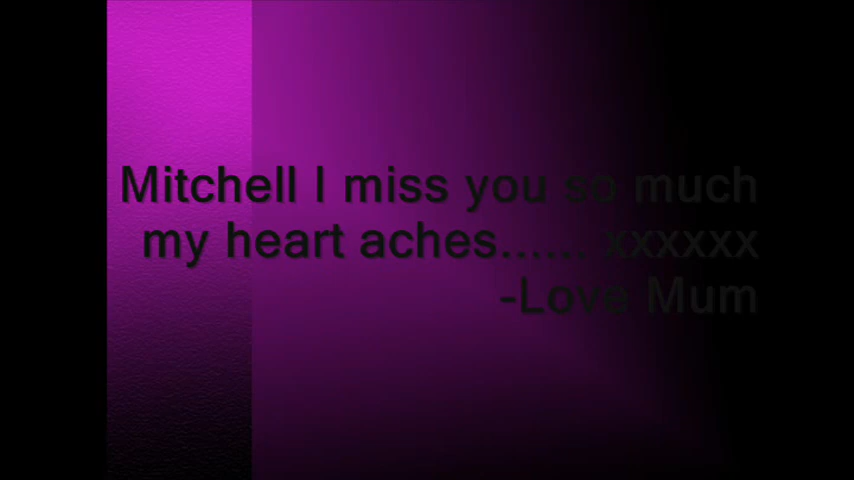 Mitchell I miss you so much
my heart aches...... xxxxxx
-Love Mum